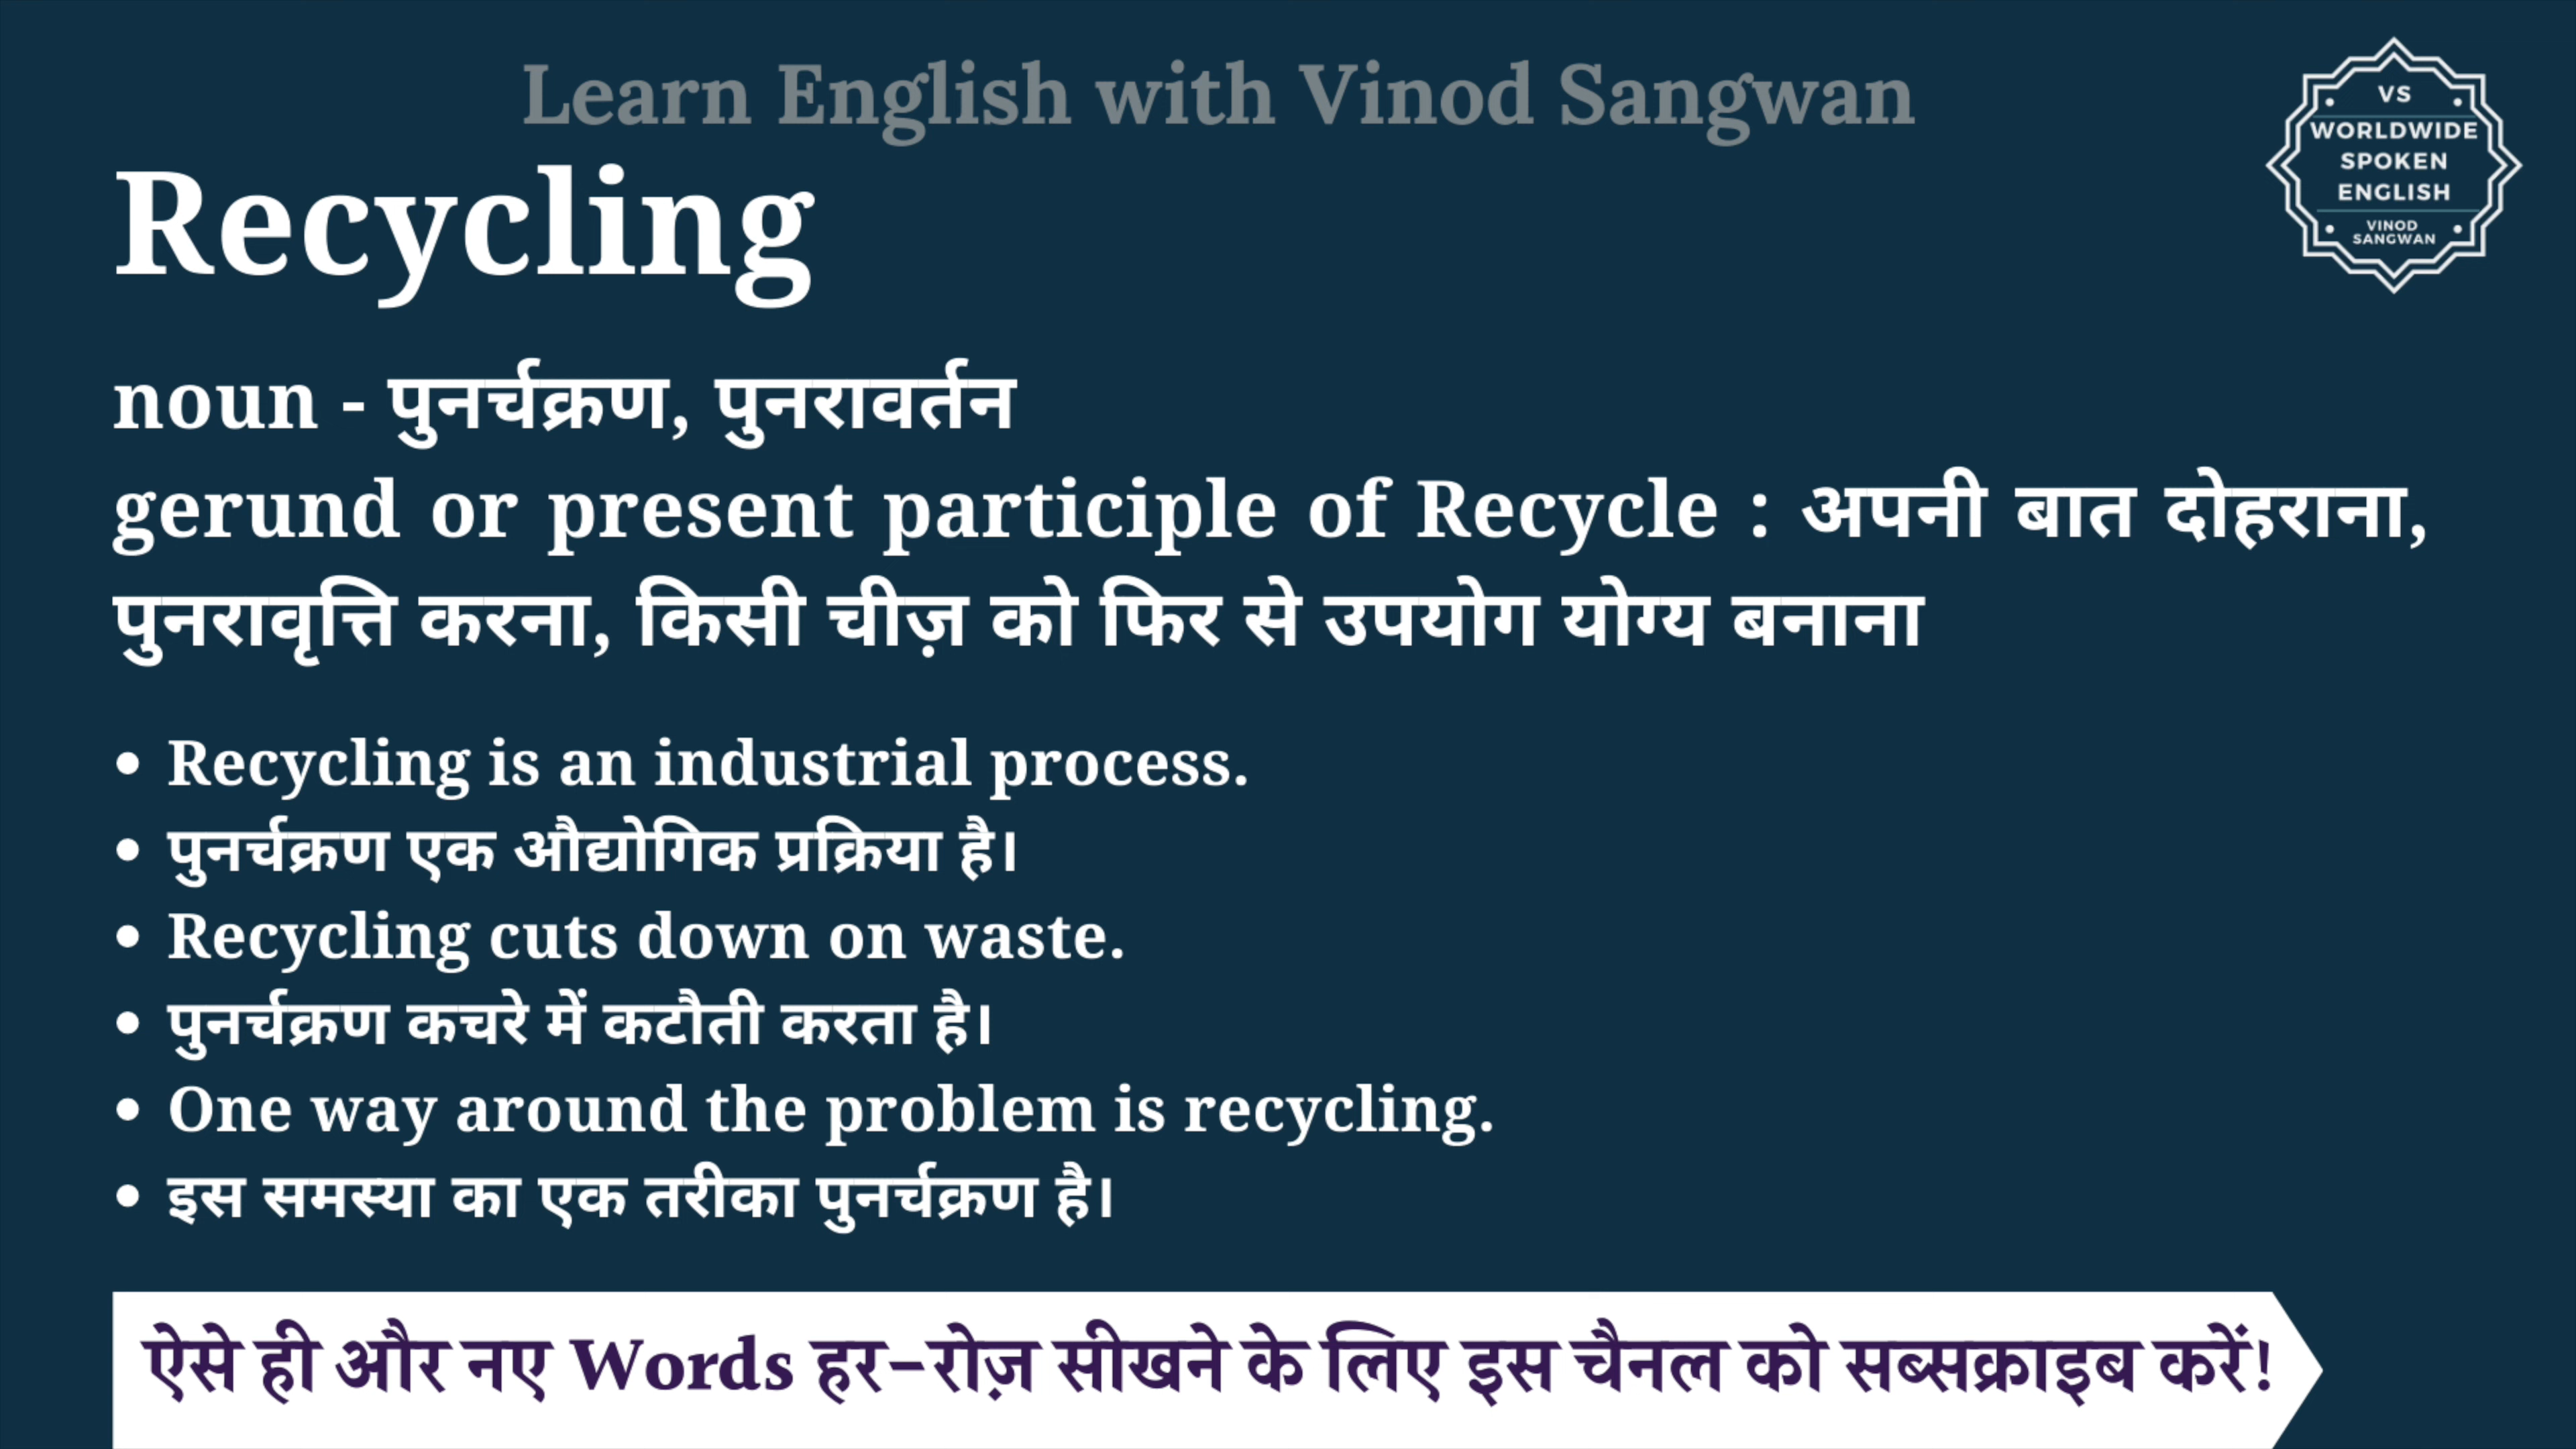 Learn English with Vinod Sangwan
VS
WORLDWIDE
SPOKEN
ENGLISH
VINOD
SANGWAN
Recycling
noun - पुनर्चक्रण, पुनरावर्तन
gerund or present participle of Recycle : अपनी बात दोहराना,
पुनरावृत्ति करना, किसी चीज़ को फिर से उपयोग योग्य बनाना
• Recycling is an industrial process.
• पुनर्चक्रण एक औद्योगिक प्रक्रिया है।
• Recycling cuts down on waste.
• पुनर्चक्रण कचरे में कटौती करता है।
• One way around the problem is recycling.
• इस समस्या का एक तरीका पुनर्चक्रण है।
ऐसे ही और नए Words हर-रोज़ सीखने के लिए इस चैनल को सब्सक्राइब करें!